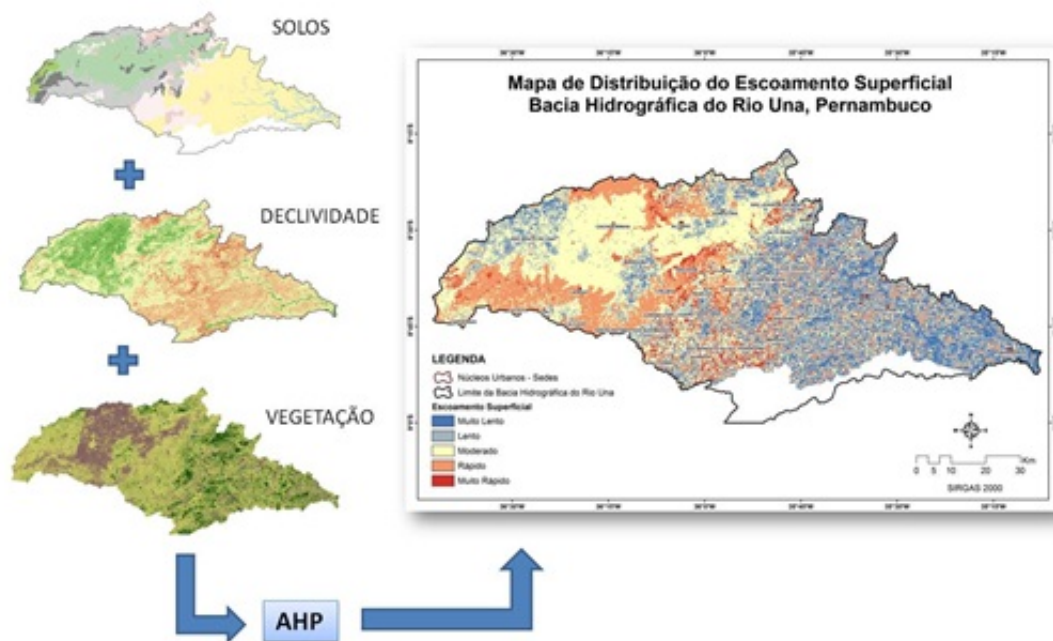 SOLOS
DECLIVIDADE
VEGETAÇÃO
AHP
Mapa de Distribuição do Escoamento Superficial
Bacia Hidrográfica do Rio Una, Pernambuco
LEGENDA
Núcleos Urbanos - Sedes
Limite da Bacia Hidrográfica do Rio Una
Escoamento Superficial
Muito Lento
Lento
Moderado
Rápido
Muito Rápido
Km
0 5 10 20 30
SIRGAS 2000